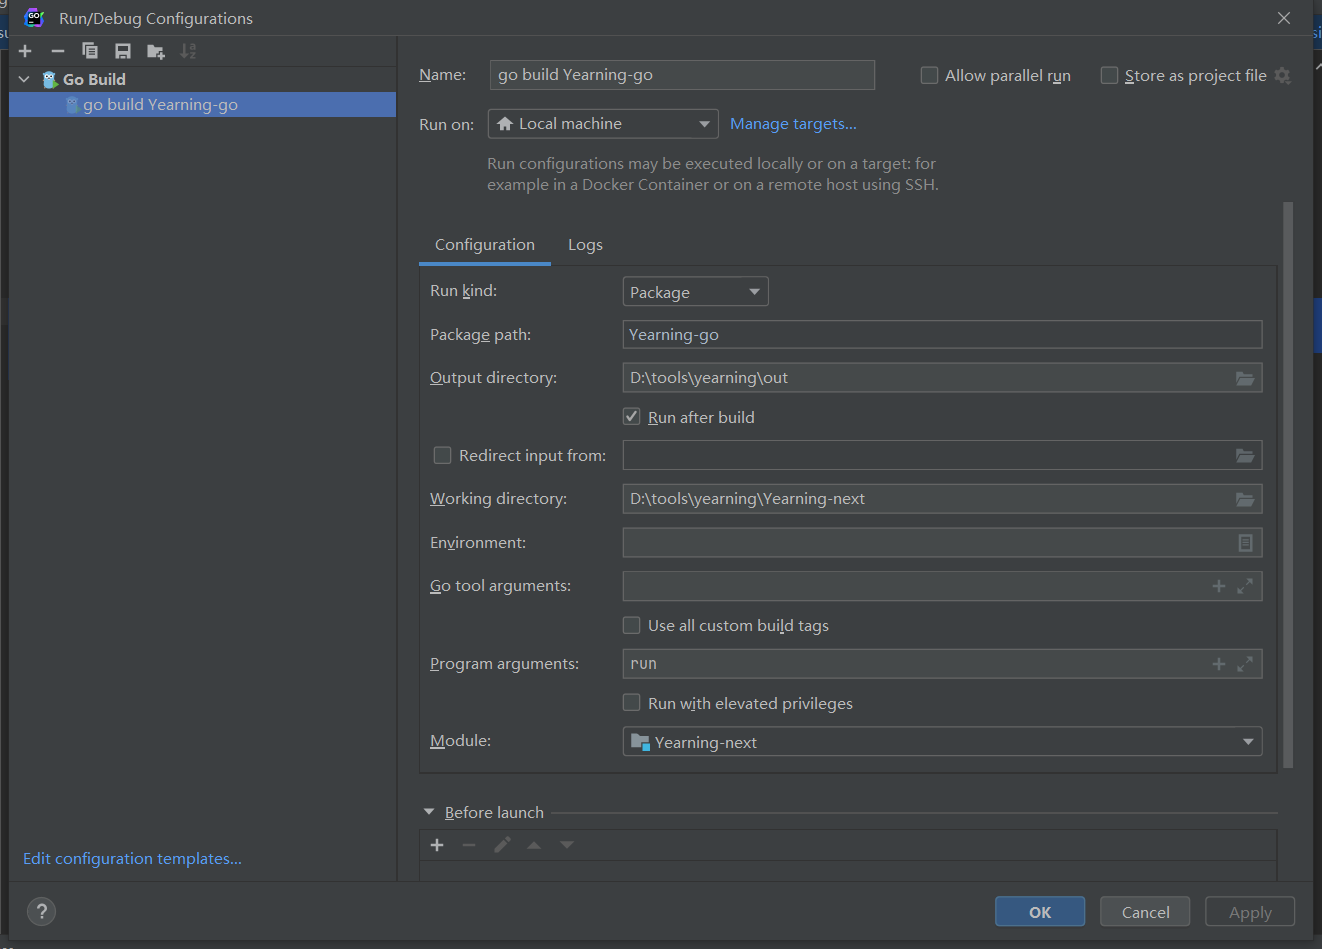 Run/Debug Configurations
Go Build
go build Yearning-go
Edit configuration templates...
Name: go build Yearning-go
Allow parallel run
Store as project file
Run on: Local machine Manage targets...
Run configurations may be executed locally or on a target: for
example in a Docker Container or on a remote host using SSH.
Configuration Logs
Run kind: Package
Package path: Yearning-go
Output directory: D:\tools\yearning\out
Run after build
Redirect input from:
Working directory: D:\tools\yearning\Yearning-next
Environment:
Go tool arguments:
Use all custom build tags
Program arguments: run
Run with elevated privileges
Module: Yearning-next
Before launch
? OK Cancel Apply